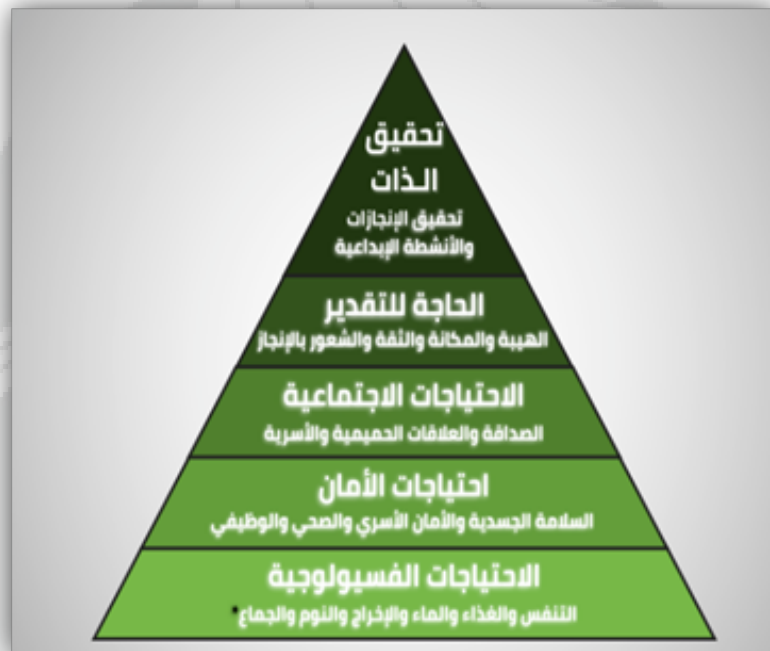 تحقيق
الـذات
تحقيق الإنجازات
والأنشطة الإبداعية
الحاجة للتقدير
الهيبة والمكانة والثقة والشعور بالإنجاز
الاحتياجات الاجتماعية
الصداقة والعلاقات الحميمية والأسرية
احتياجات الأمان
السلامة الجسدية والأمان الأسري والصحي والوظيفي
الاحتياجات الفسيولوجية
التنفس والغذاء والماء والإخراج والنوم والجماع*